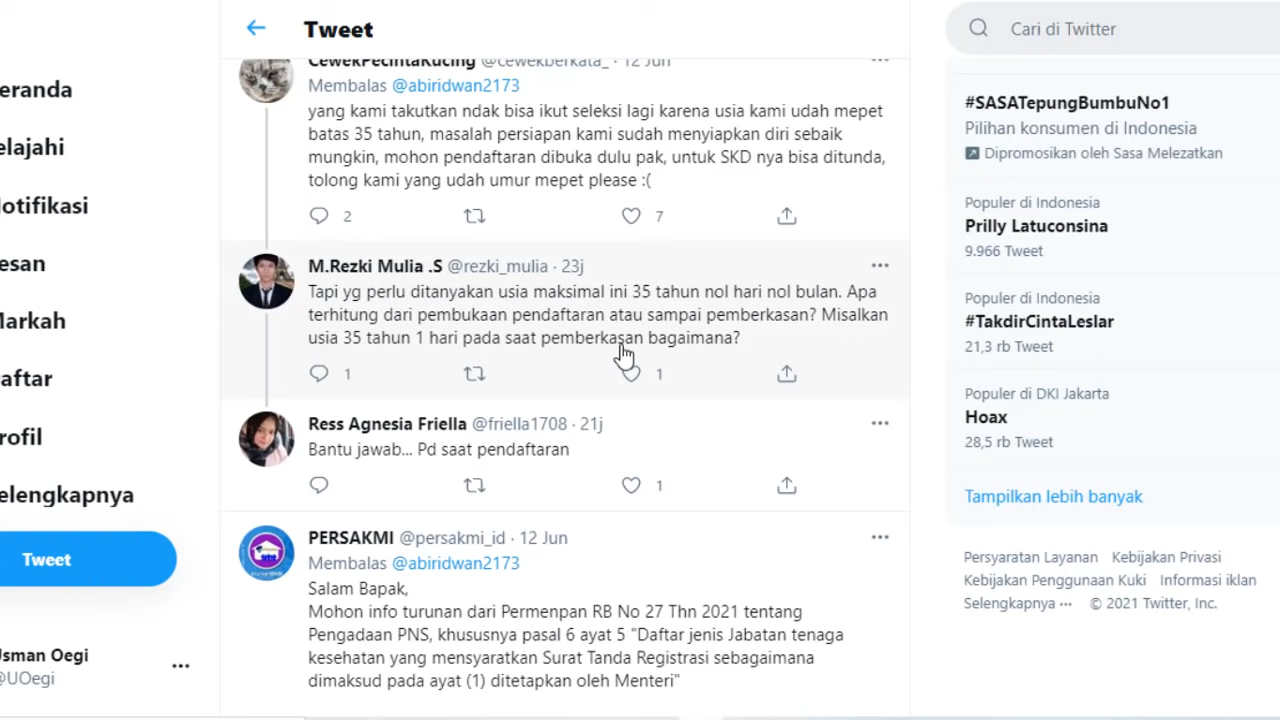 Tweet
Cari di Twitter
CewekPecintaKucing @cewekberkata_ · 12 Jun
Membalas @abiridwan2173
yang kami takutkan ndak bisa ikut seleksi lagi karena usia kami udah mepet
batas 35 tahun, masalah persiapan kami sudah menyiapkan diri sebaik
mungkin, mohon pendaftaran dibuka dulu pak, untuk SKD nya bisa ditunda,
tolong kami yang udah umur mepet please :(
2
7
M.Rezki Mulia .S @rezki_mulia · 23j
Tapi yg perlu ditanyakan usia maksimal ini 35 tahun nol hari nol bulan. Apa
terhitung dari pembukaan pendaftaran atau sampai pemberkasan? Misalkan
usia 35 tahun 1 hari pada saat pemberkasan bagaimana?
1
1
Ress Agnesia Friella @friella1708 · 21j
Bantu jawab... Pd saat pendaftaran
1
PERSAKMI @persakmi_id · 12 Jun
Membalas @abiridwan2173
Salam Bapak,
Mohon info turunan dari Permenpan RB No 27 Thn 2021 tentang
Pengadaan PNS, khususnya pasal 6 ayat 5 "Daftar jenis Jabatan tenaga
kesehatan yang mensyaratkan Surat Tanda Registrasi sebagaimana
dimaksud pada ayat (1) ditetapkan oleh Menteri"
eranda
elajahi
otifikasi
esan
Markah
aftar
rofil
elengkapnya
Tweet
Usman Oegi
@UOegi
#SASATepungBumbuNo1
Pilihan konsumen di Indonesia
Dipromosikan oleh Sasa Melezatkan
Populer di Indonesia
Prilly Latuconsina
9.966 Tweet
Populer di Indonesia
#TakdirCintaLeslar
21,3 rb Tweet
Populer di DKI Jakarta
Hoax
28,5 rb Tweet
Tampilkan lebih banyak
Persyaratan Layanan Kebijakan Privasi
Kebijakan Penggunaan Kuki Informasi iklan
Selengkapnya ··· © 2021 Twitter, Inc.